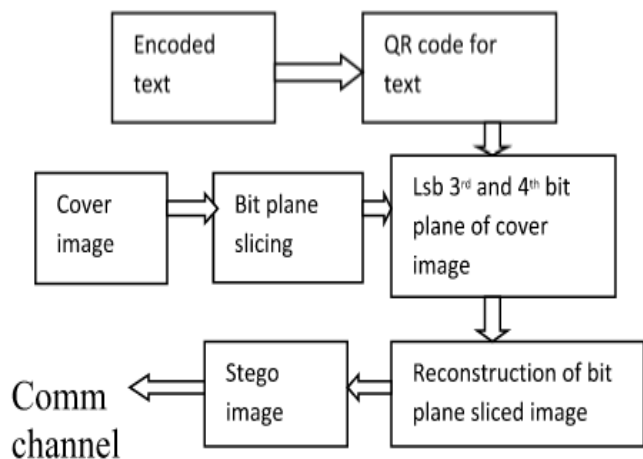 Encoded
text
QR code for
text
Cover
image
Bit plane
slicing
Lsb 3rd and 4th bit
plane of cover
image
Comm
channel
Stego
image
Reconstruction of bit
plane sliced image